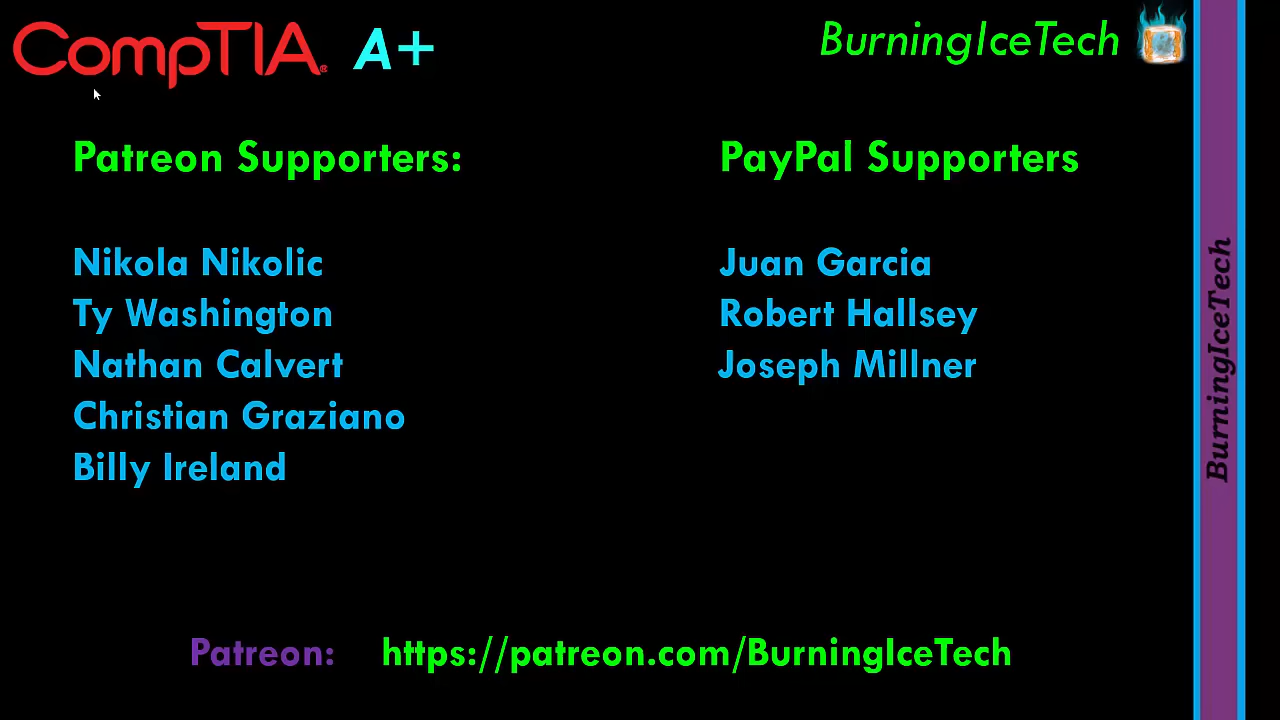 CompTIA. A+
BurningIceTech
Patreon Supporters:
Nikola Nikolic
Ty Washington
Nathan Calvert
Christian Graziano
Billy Ireland
PayPal Supporters
Juan Garcia
Robert Hallsey
Joseph Millner
Patreon: https://patreon.com/BurningIceTech
BurningIceTech